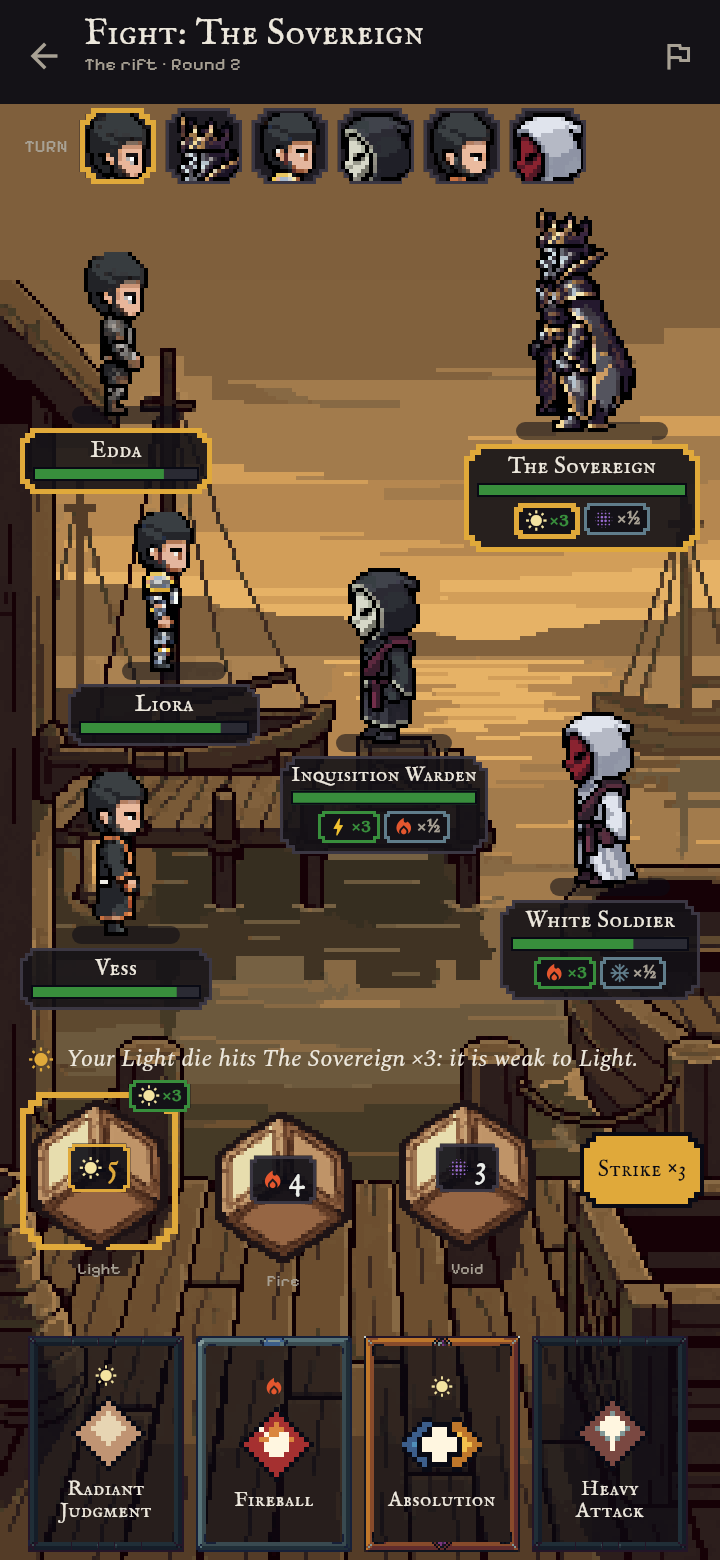 Fight: The Sovereign
The rift · Round 2
TURN
Edda
The Sovereign
×3
×½
Liora
Inquisition Warden
×3
×½
Vess
White Soldier
×3
×½
Your Light die hits The Sovereign ×3: it is weak to Light.
×3
5
4
3
Strike ×3
Light
Fire
Void
Radiant
Judgment
Fireball
Absolution
Heavy
Attack